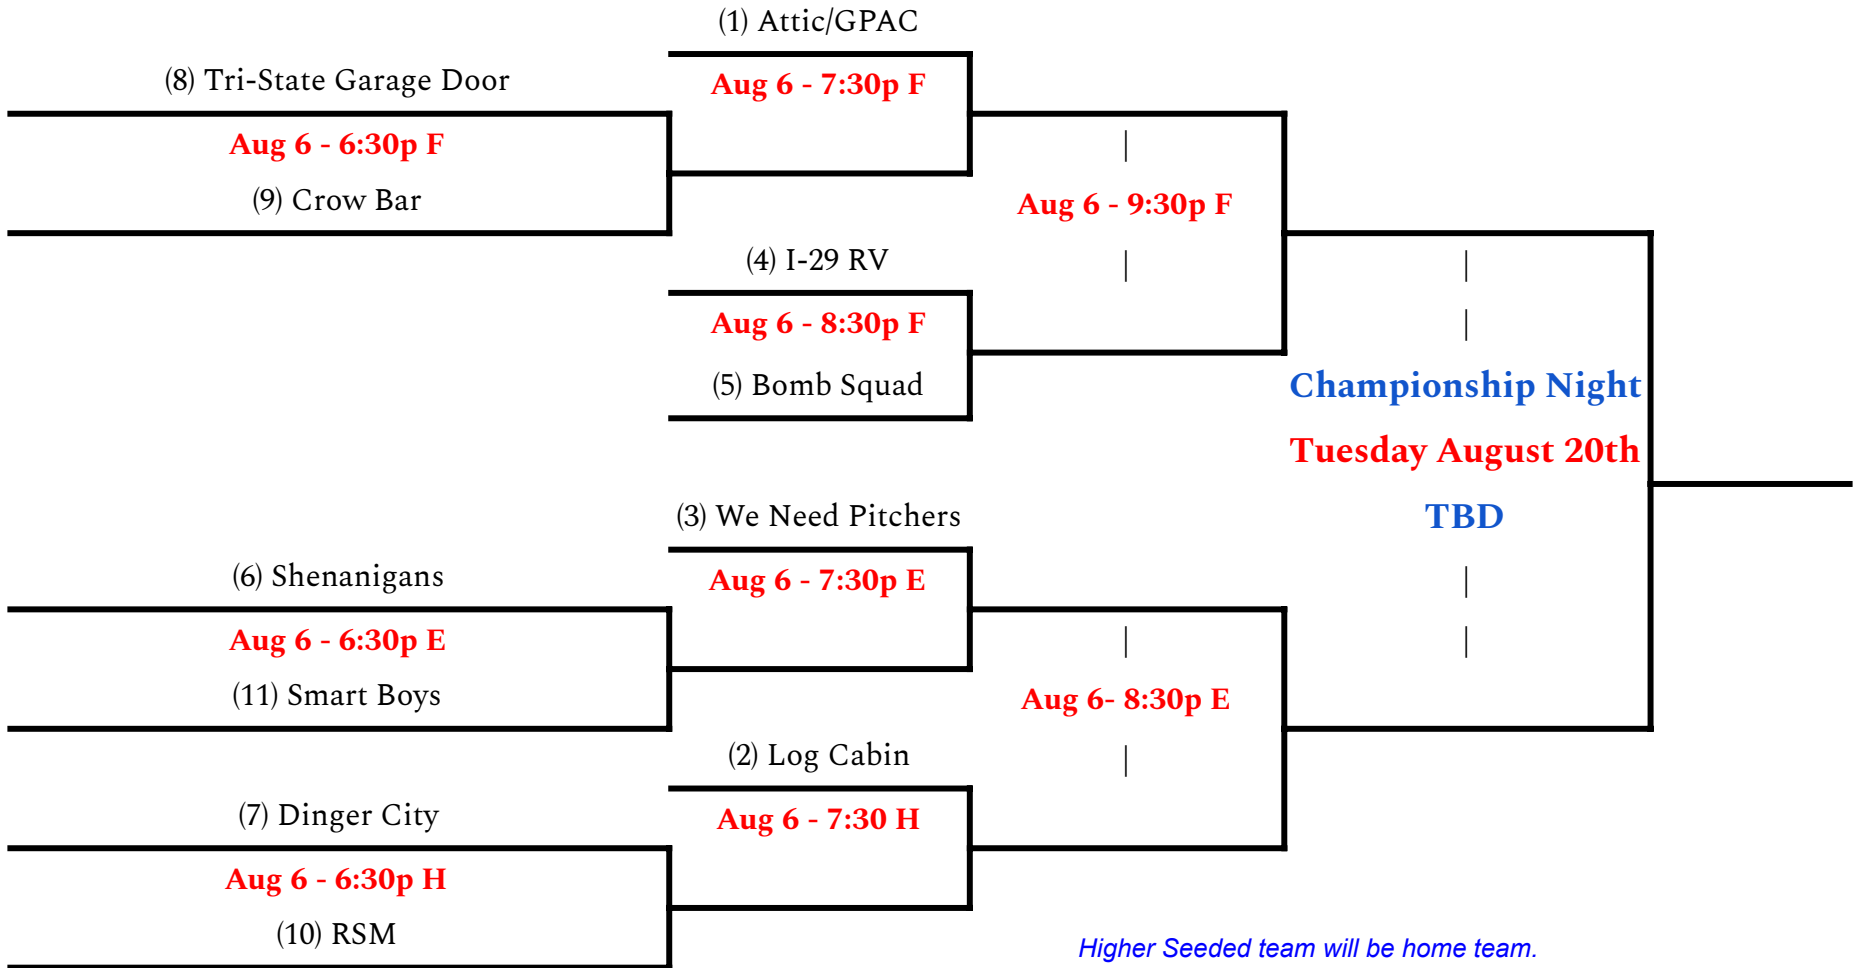 (1) Attic/GPAC
(8) Tri-State Garage Door
Aug 6 - 7:30p F
Aug 6 - 6:30p F
(9) Crow Bar
Aug 6 - 9:30p F
(4) I-29 RV
Aug 6 - 8:30p F
(5) Bomb Squad
Championship Night
Tuesday August 20th
TBD
(3) We Need Pitchers
(6) Shenanigans
Aug 6 - 7:30p E
Aug 6 - 6:30p E
(11) Smart Boys
Aug 6- 8:30p E
(2) Log Cabin
(7) Dinger City
Aug 6 - 7:30 H
Aug 6 - 6:30p H
(10) RSM
Higher Seeded team will be home team.